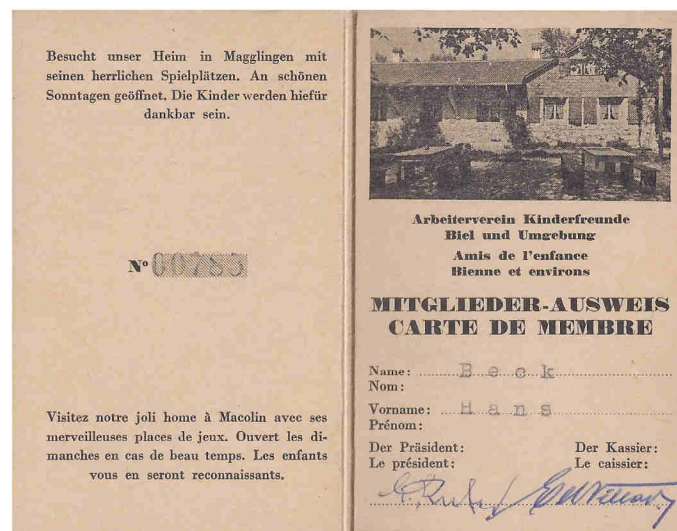 Besucht unser Heim in Magglingen mit
seinen herrlichen Spielplätzen. An schönen
Sonntagen geöffnet. Die Kinder werden hiefür
dankbar sein.
Nº 00785
Visitez notre joli home à Macolin avec ses
merveilleuses places de jeux. Ouvert les di-
manches en cas de beau temps. Les enfants
vous en seront reconnaissants.
Arbeiterverein Kinderfreunde
Biel und Umgebung
Amis de l'enfance
Bienne et environs
MITGLIEDER-AUSWEIS
CARTE DE MEMBRE
Name: Beck
Nom:
Vorname: Hans
Prénom:
Der Präsident: Der Kassier:
Le président: Le caissier: